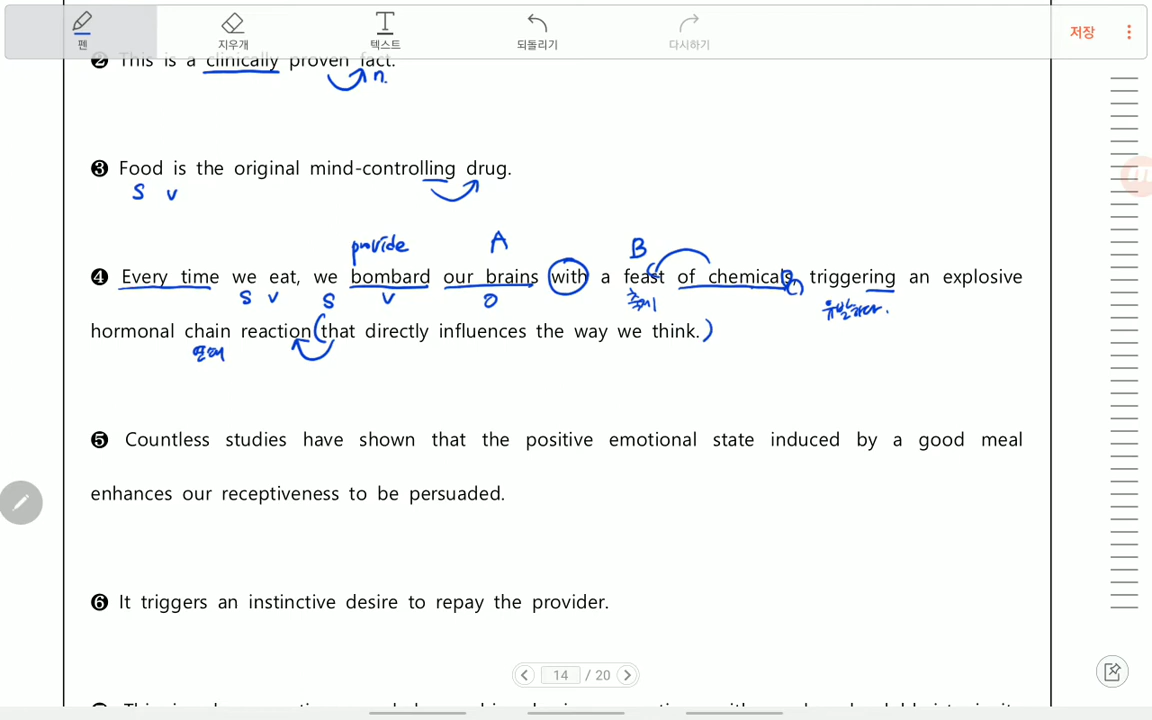 펜 지우개 텍스트 되돌리기 다시하기 저장
❷ This is a clinically proven fact.
n.
❸ Food is the original mind-controlling drug.
S V
provide A B
❹ Every time we eat, we bombard our brains with a feast of chemicals, triggering an explosive
S V S V O 축제 유발하다.
hormonal chain reaction (that directly influences the way we think.)
연쇄
❺ Countless studies have shown that the positive emotional state induced by a good meal
enhances our receptiveness to be persuaded.
❻ It triggers an instinctive desire to repay the provider.
14 / 20